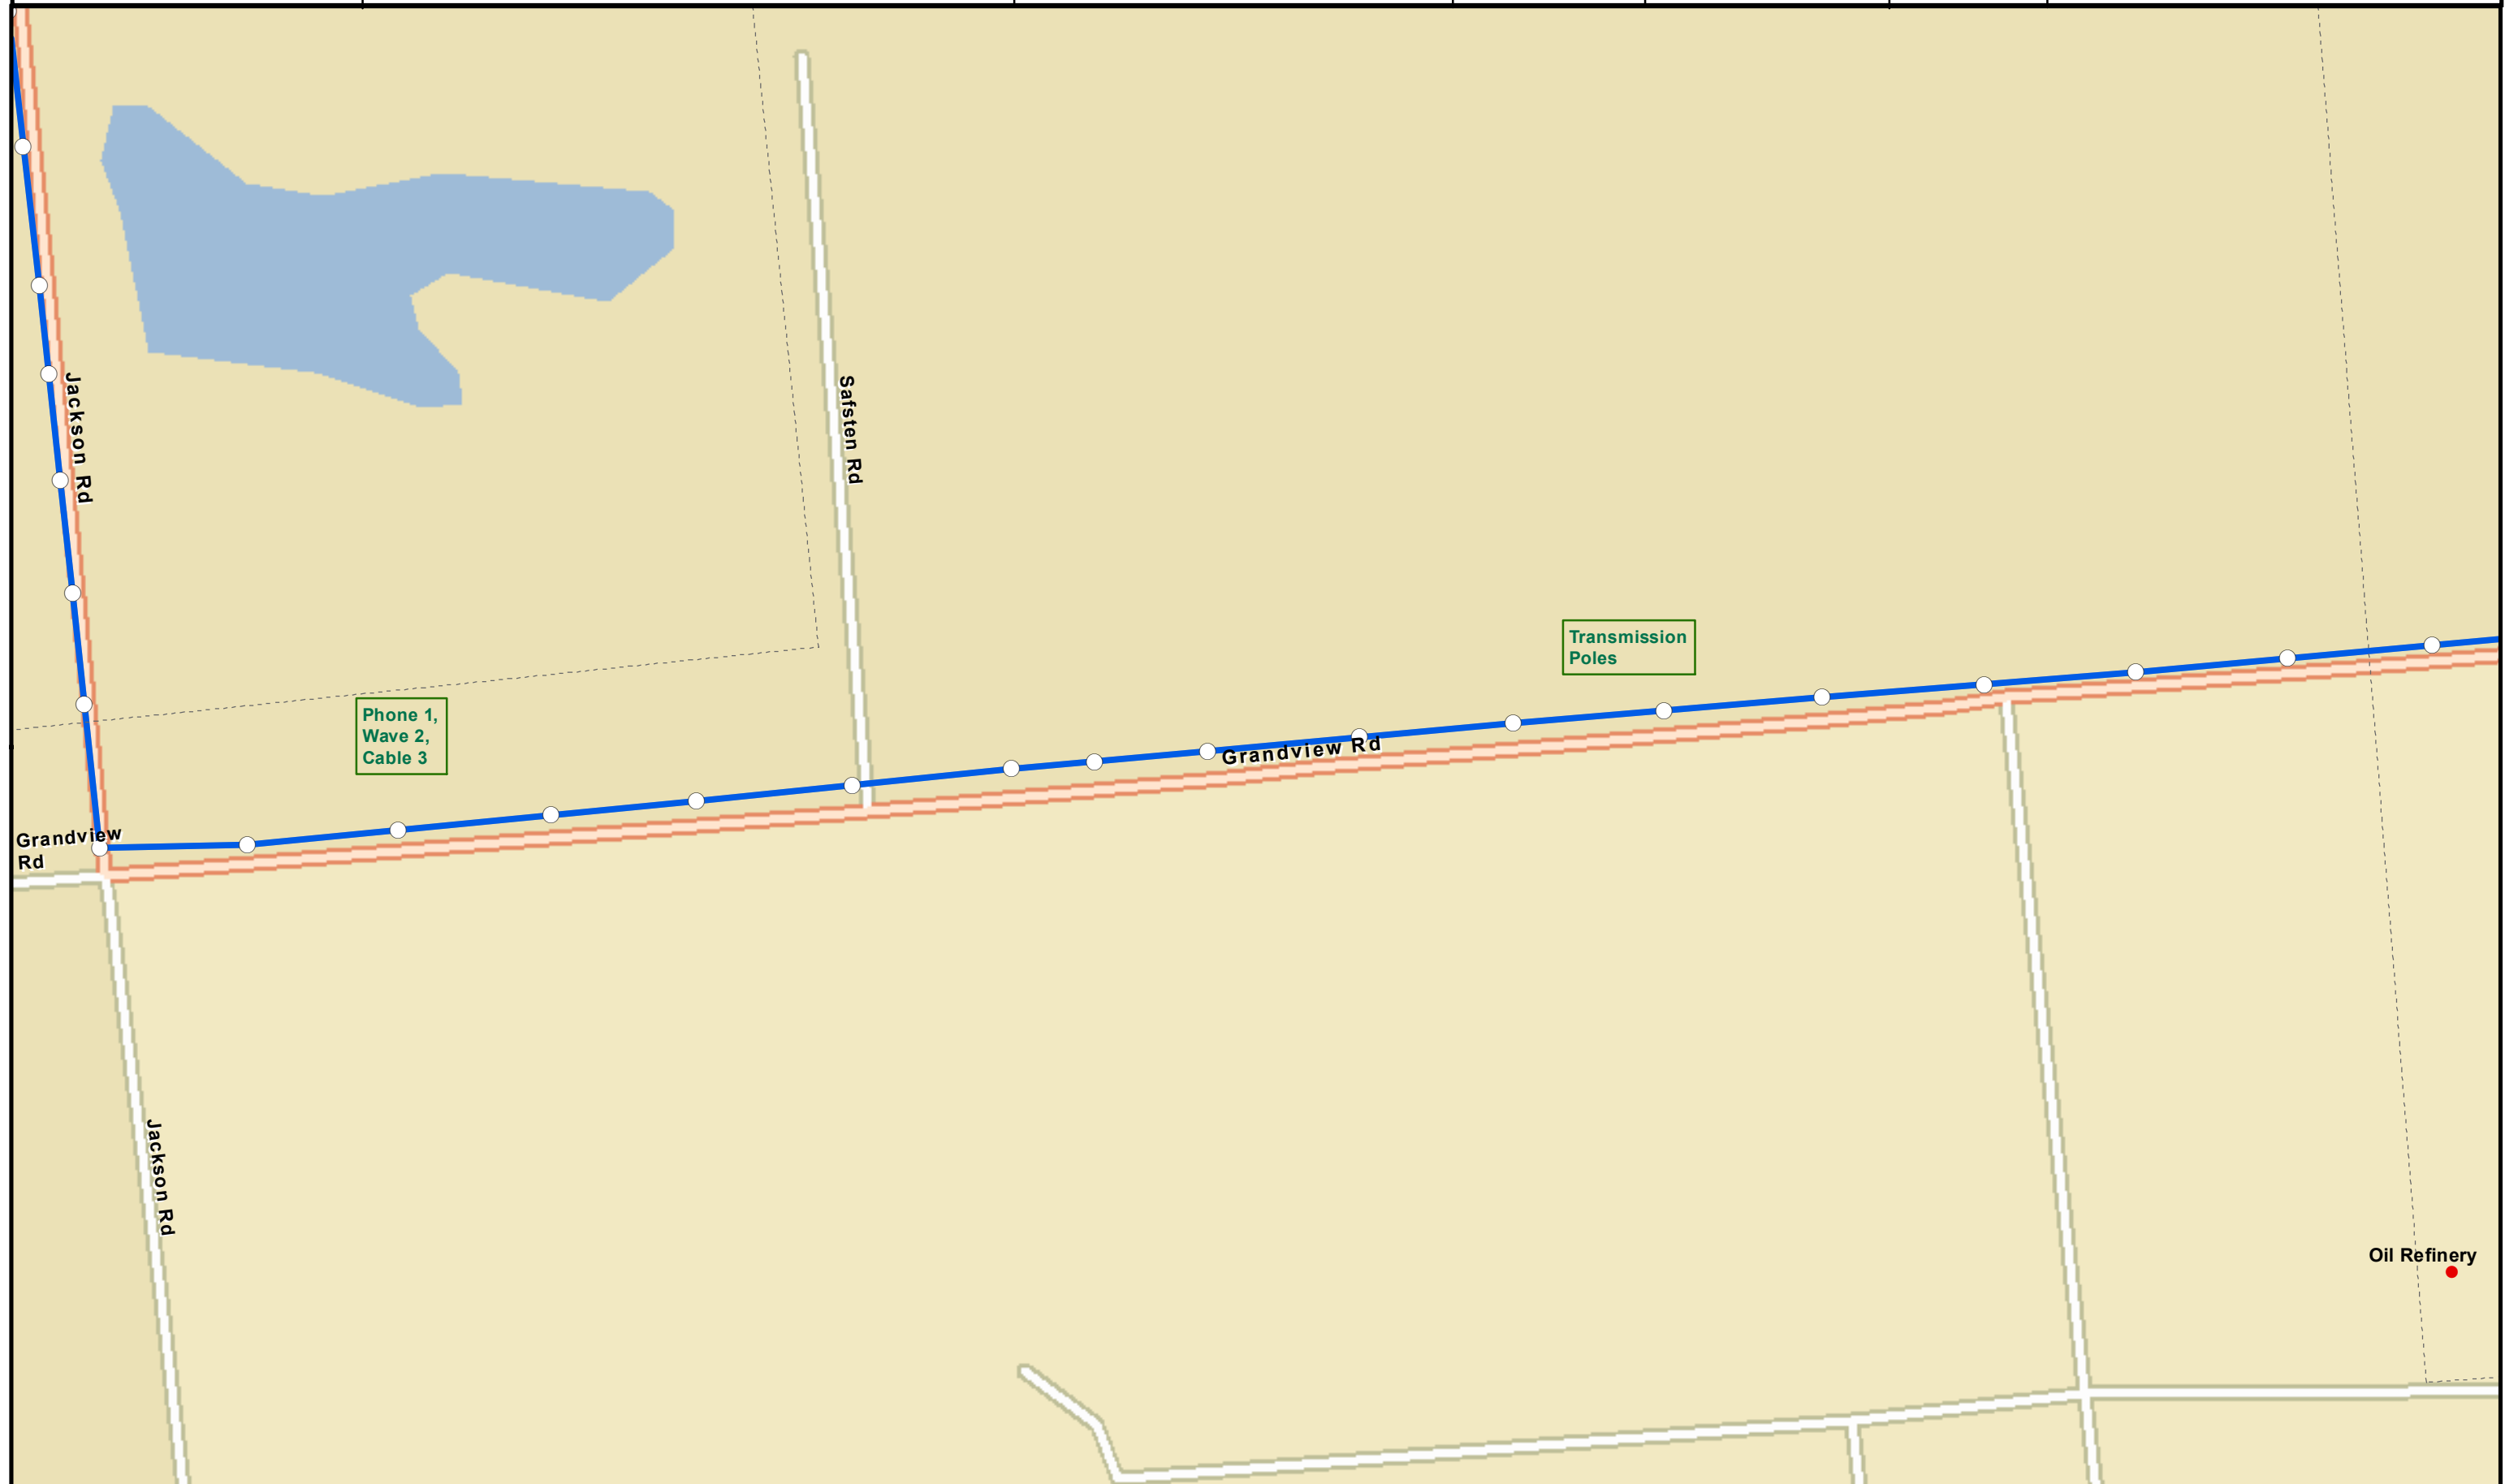 Jackson Rd
Safsten Rd
Transmission
Poles
Phone 1,
Wave 2,
Cable 3
Grandview Rd
Grandview
Rd
Jackson Rd
Oil Refinery